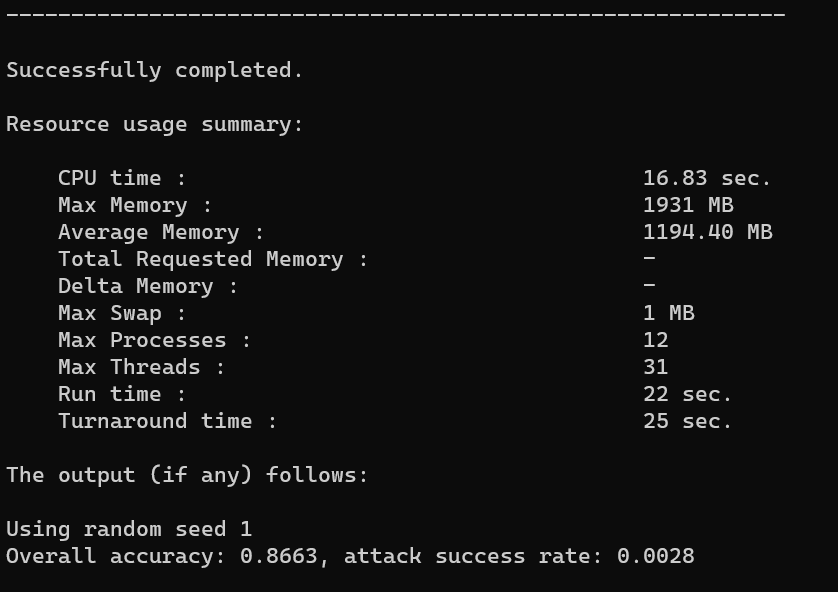 ------------------------------------------------------------
Successfully completed.
Resource usage summary:
CPU time : 16.83 sec.
Max Memory : 1931 MB
Average Memory : 1194.40 MB
Total Requested Memory : -
Delta Memory : -
Max Swap : 1 MB
Max Processes : 12
Max Threads : 31
Run time : 22 sec.
Turnaround time : 25 sec.
The output (if any) follows:
Using random seed 1
Overall accuracy: 0.8663, attack success rate: 0.0028